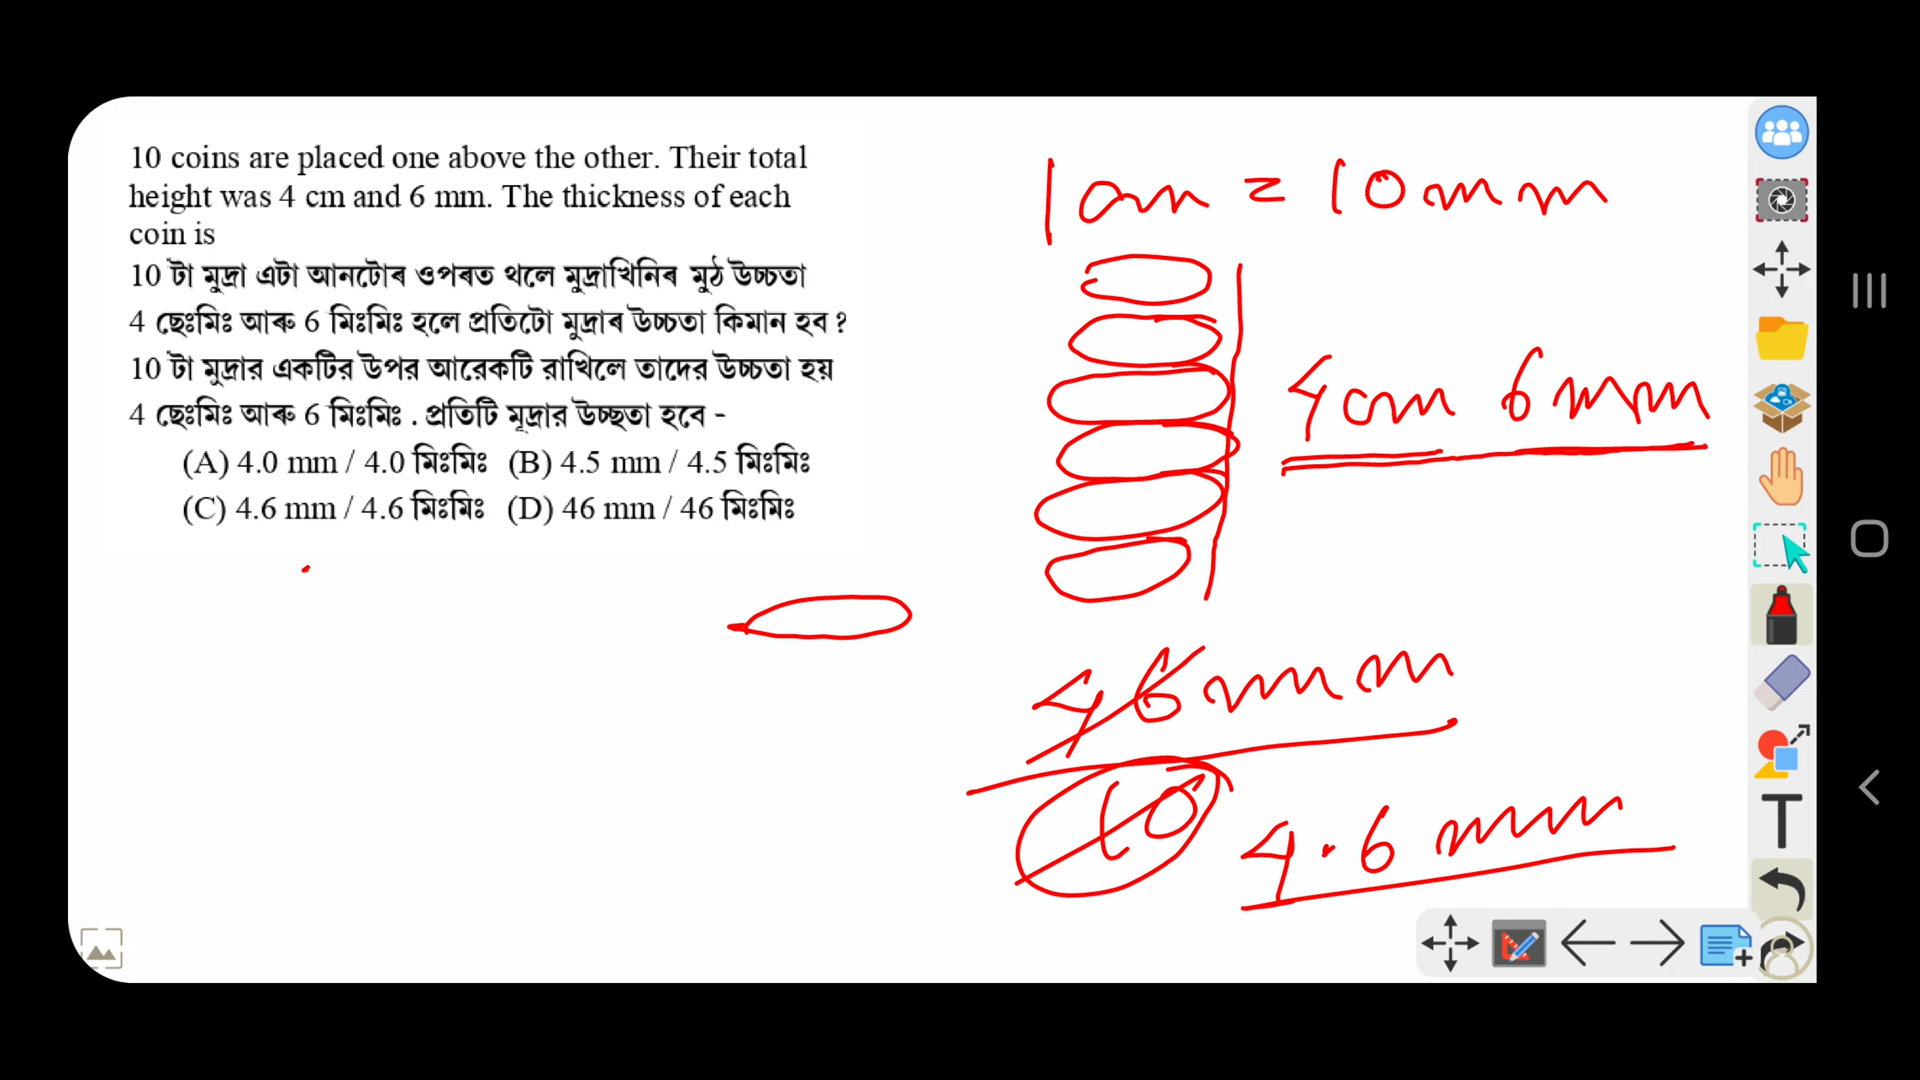 10 coins are placed one above the other. Their total
height was 4 cm and 6 mm. The thickness of each
coin is
10 টা মুদ্ৰা এটা আনটোৰ ওপৰত থলে মুদ্ৰাখিনিৰ মুঠ উচ্চতা
4 ছেঃমিঃ আৰু 6 মিঃমিঃ হলে প্ৰতিটো মুদ্ৰাৰ উচ্চতা কিমান হব ?
10 টা মুদ্রার একটির উপর আরেকটি রাখিলে তাদের উচ্চতা হয়
4 ছেঃমিঃ আৰু 6 মিঃমিঃ . প্রতিটি মূদ্রার উচ্ছতা হবে -
(A) 4.0 mm / 4.0 মিঃমিঃ (B) 4.5 mm / 4.5 মিঃমিঃ
(C) 4.6 mm / 4.6 মিঃমিঃ (D) 46 mm / 46 মিঃমিঃ
1 cm = 10 mm
4 cm 6 mm
46 mm
10
4.6 mm
T